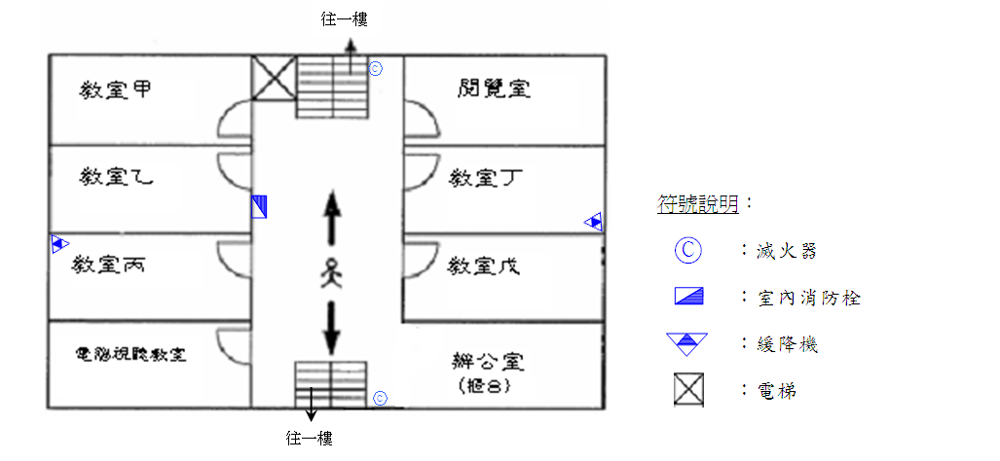 往一樓
C
教室甲
閱覽室
教室乙
教室丁
教室丙
教室戊
電腦視聽教室
辦公室
(櫃台)
C
往一樓
符號說明：
C ：滅火器
：室內消防栓
：緩降機
：電梯